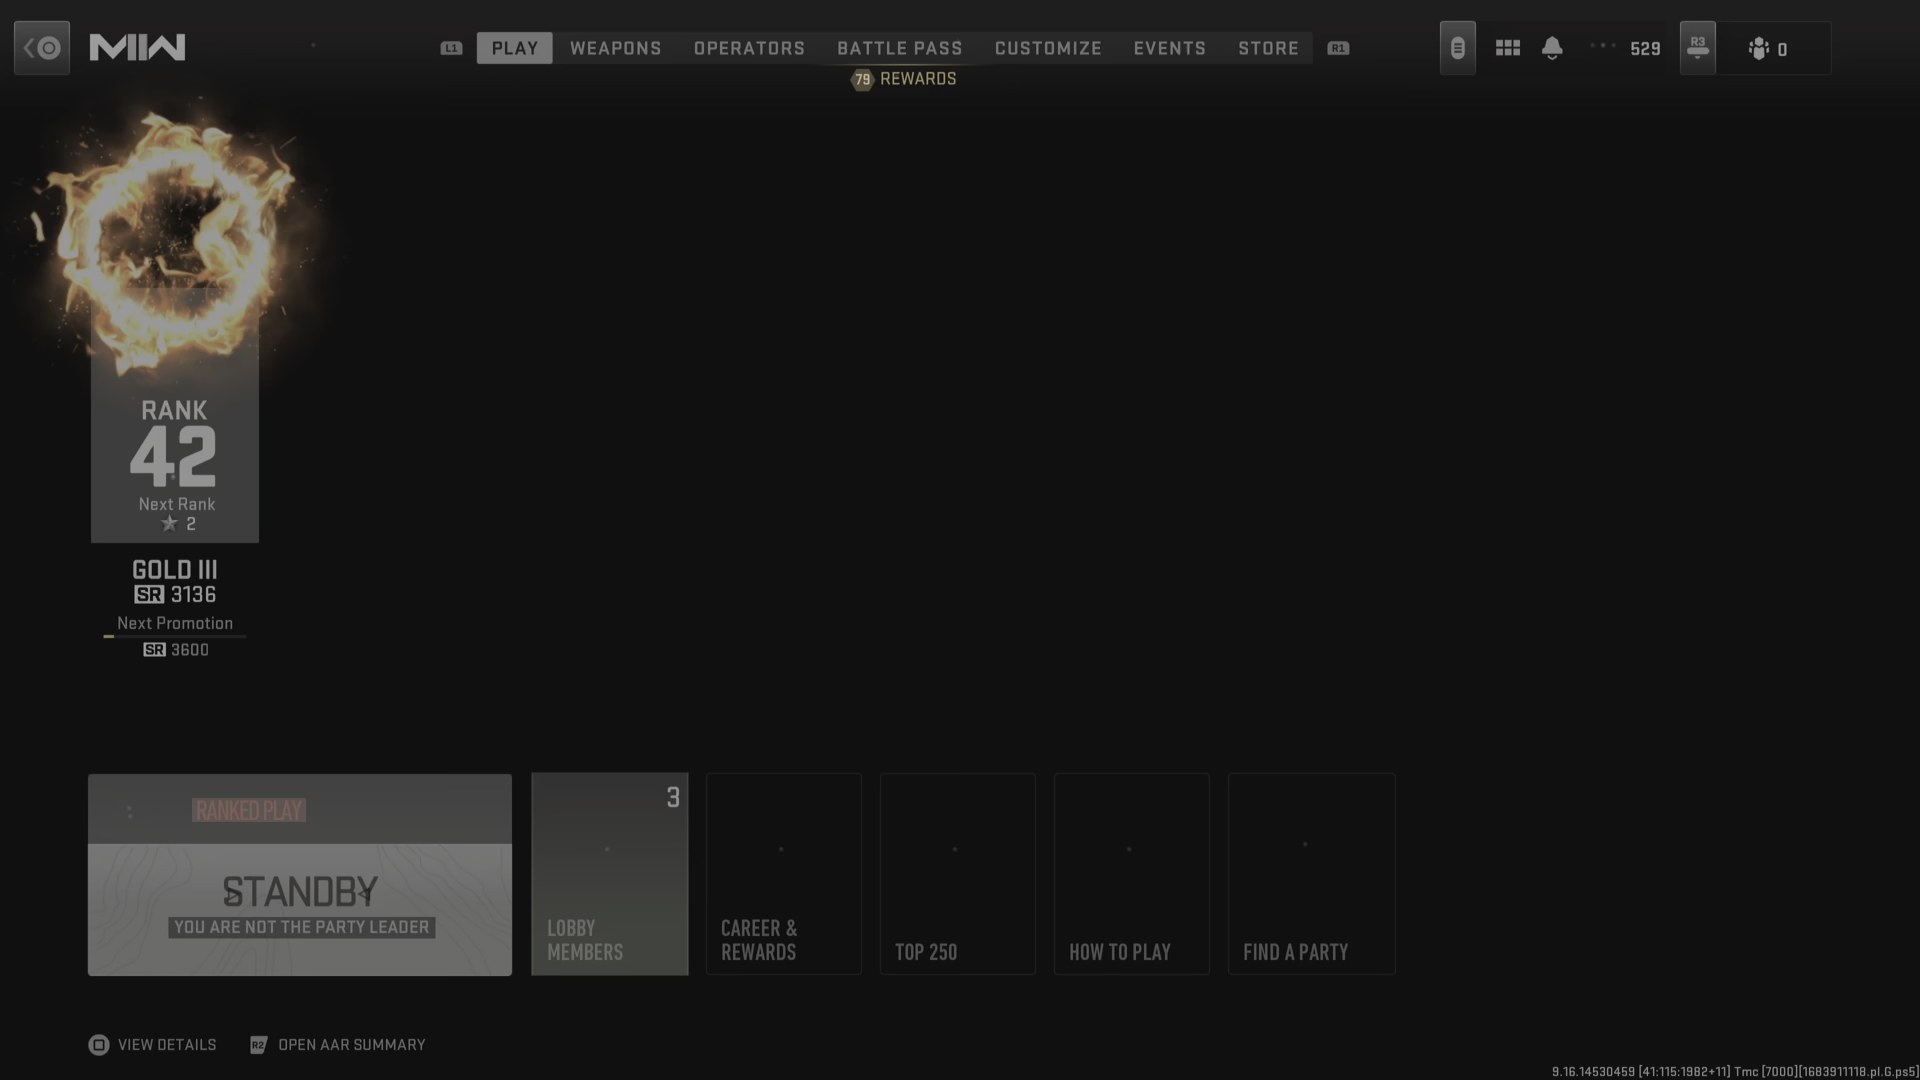 MW
L1 PLAY WEAPONS OPERATORS BATTLE PASS CUSTOMIZE EVENTS STORE R1
529
R3
0
79 REWARDS
RANK
42
Next Rank
2
GOLD III
SR 3136
Next Promotion
SR 3600
RANKED PLAY
STANDBY
YOU ARE NOT THE PARTY LEADER
3
LOBBY
MEMBERS
CAREER &
REWARDS
TOP 250
HOW TO PLAY
FIND A PARTY
VIEW DETAILS
R2 OPEN AAR SUMMARY
9.16.14530459 [41:115:1982+11] Tmc [7000][1683911118.pl.G.ps5]